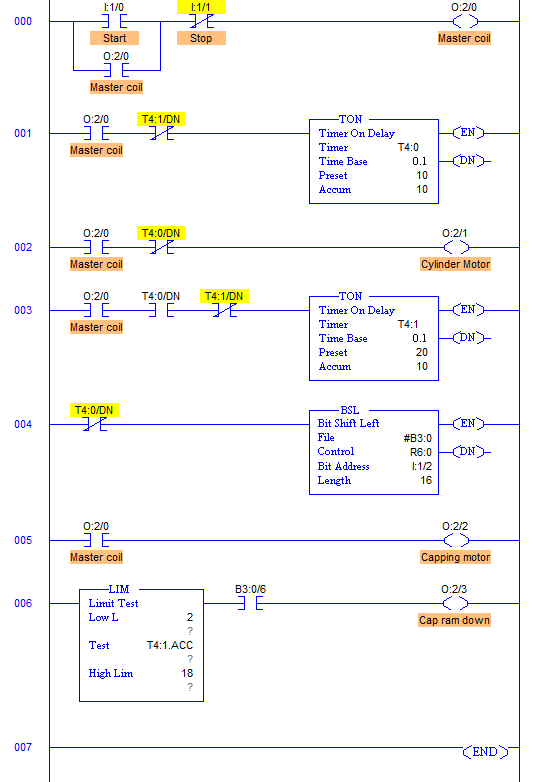 I:1/0 I:1/1 O:2/0
000
Start Stop Master coil
O:2/0
Master coil
O:2/0 T4:1/DN TON
001 Timer On Delay EN
Master coil Timer T4:0
Time Base 0.1 DN
Preset 10
Accum 10
O:2/0 T4:0/DN O:2/1
002
Master coil Cylinder Motor
O:2/0 T4:0/DN T4:1/DN TON
003 Timer On Delay EN
Master coil Timer T4:1
Time Base 0.1 DN
Preset 20
Accum 10
T4:0/DN BSL
004 Bit Shift Left EN
File #B3:0
Control R6:0 DN
Bit Address I:1/2
Length 16
O:2/0 O:2/2
005
Master coil Capping motor
LIM B3:0/6 O:2/3
006 Limit Test
Low L 2 Cap ram down
?
Test T4:1.ACC
?
High Lim 18
?
007 END